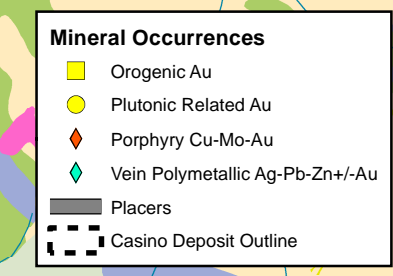 Mineral Occurrences
Orogenic Au
Plutonic Related Au
Porphyry Cu-Mo-Au
Vein Polymetallic Ag-Pb-Zn+/-Au
Placers
Casino Deposit Outline